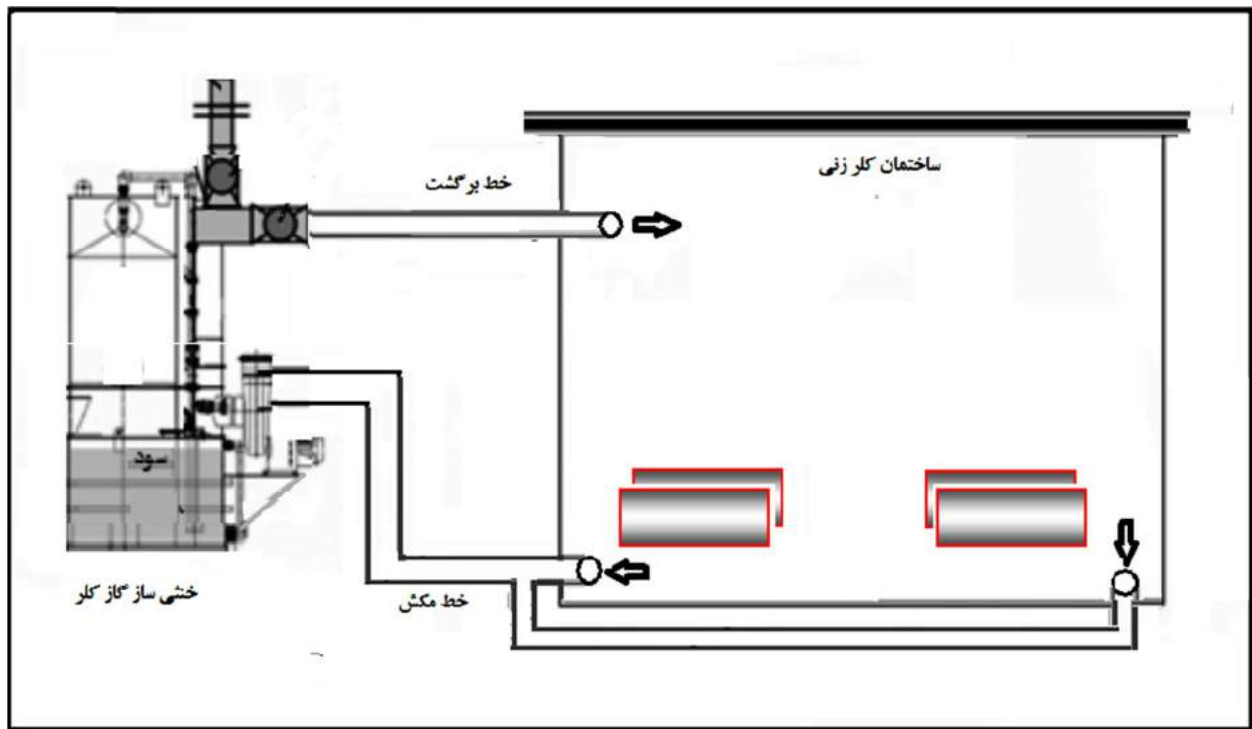 ساختمان کلر زنی
خط برگشت
سود
خط مکش
خنثی ساز گاز کلر